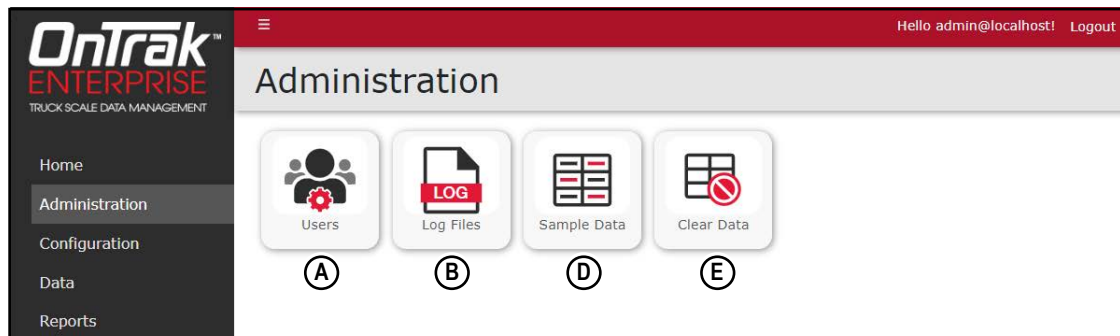 OnTrak™
ENTERPRISE
TRUCK SCALE DATA MANAGEMENT
☰ Hello admin@localhost! Logout
Administration
Home
Administration
Configuration
Data
Reports
LOG
Users Log Files Sample Data Clear Data
A B D E